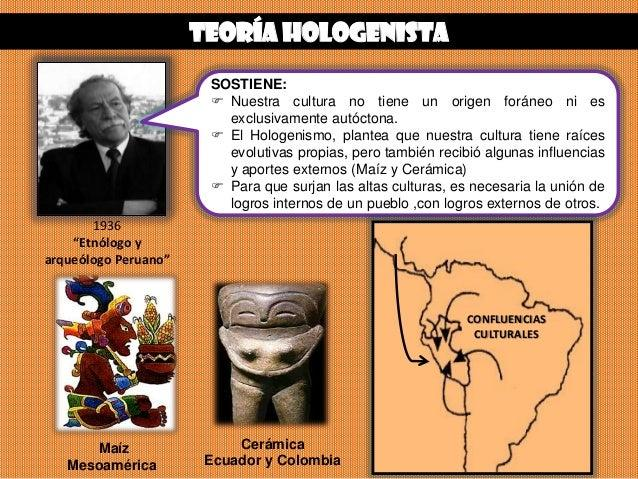 TEORÍA HOLOGENISTA
SOSTIENE:
☞ Nuestra cultura no tiene un origen foráneo ni es
exclusivamente autóctona.
☞ El Hologenismo, plantea que nuestra cultura tiene raíces
evolutivas propias, pero también recibió algunas influencias
y aportes externos (Maíz y Cerámica)
☞ Para que surjan las altas culturas, es necesaria la unión de
logros internos de un pueblo ,con logros externos de otros.
1936
“Etnólogo y
arqueólogo Peruano”
CONFLUENCIAS
CULTURALES
Maíz
Mesoamérica
Cerámica
Ecuador y Colombia